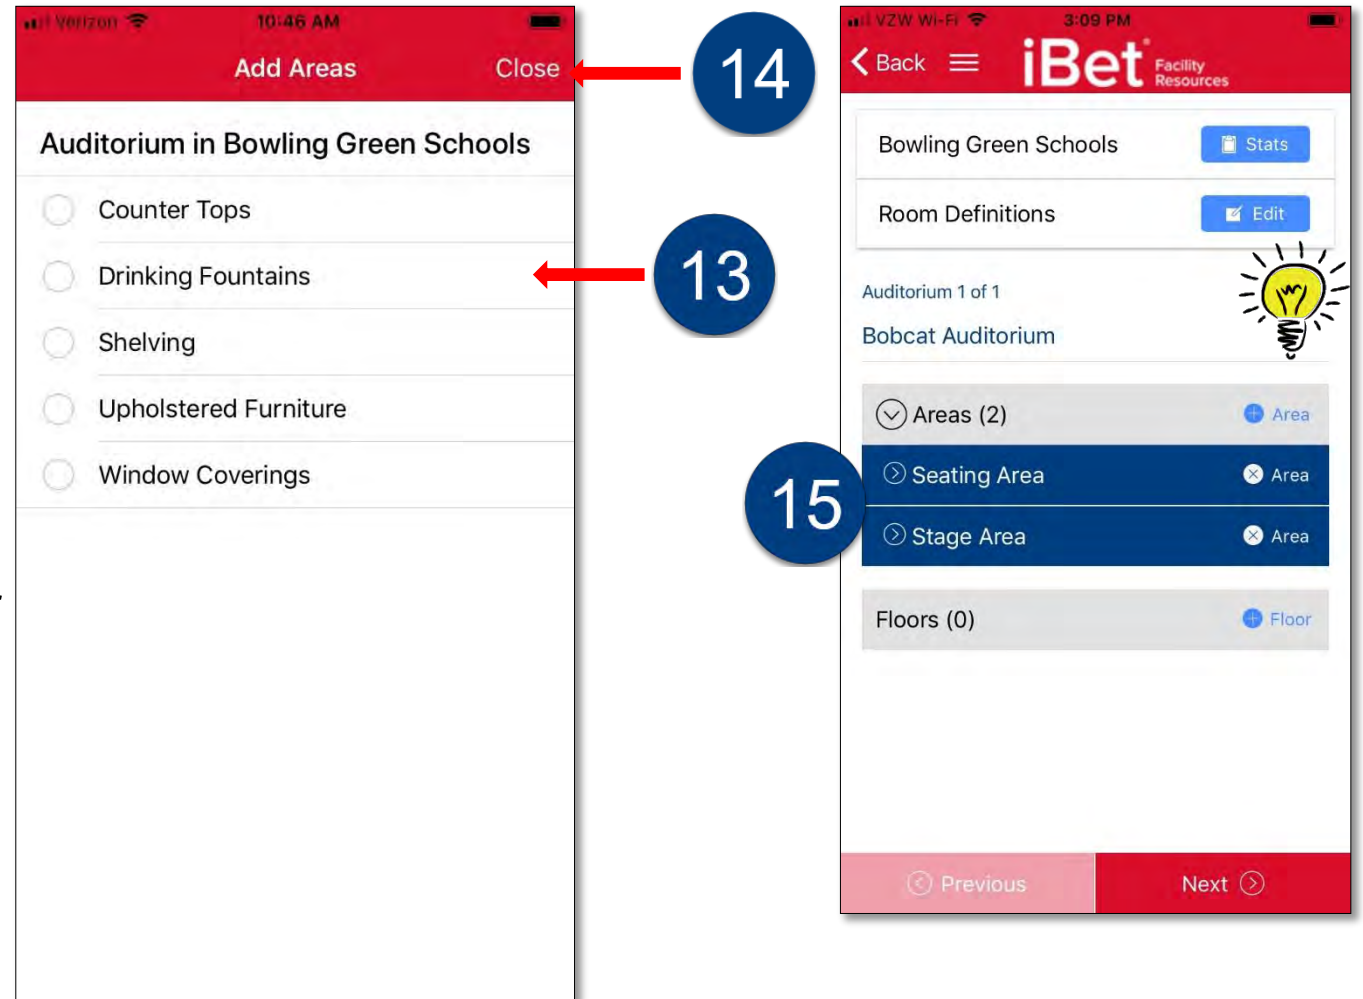 Verizon 10:46 AM
Add Areas Close
Auditorium in Bowling Green Schools
Counter Tops
Drinking Fountains
Shelving
Upholstered Furniture
Window Coverings
14
13
15
VZW Wi-Fi 3:09 PM
Back iBet Facility Resources
Bowling Green Schools Stats
Room Definitions Edit
Auditorium 1 of 1
Bobcat Auditorium
Areas (2) Area
Seating Area Area
Stage Area Area
Floors (0) Floor
Previous Next